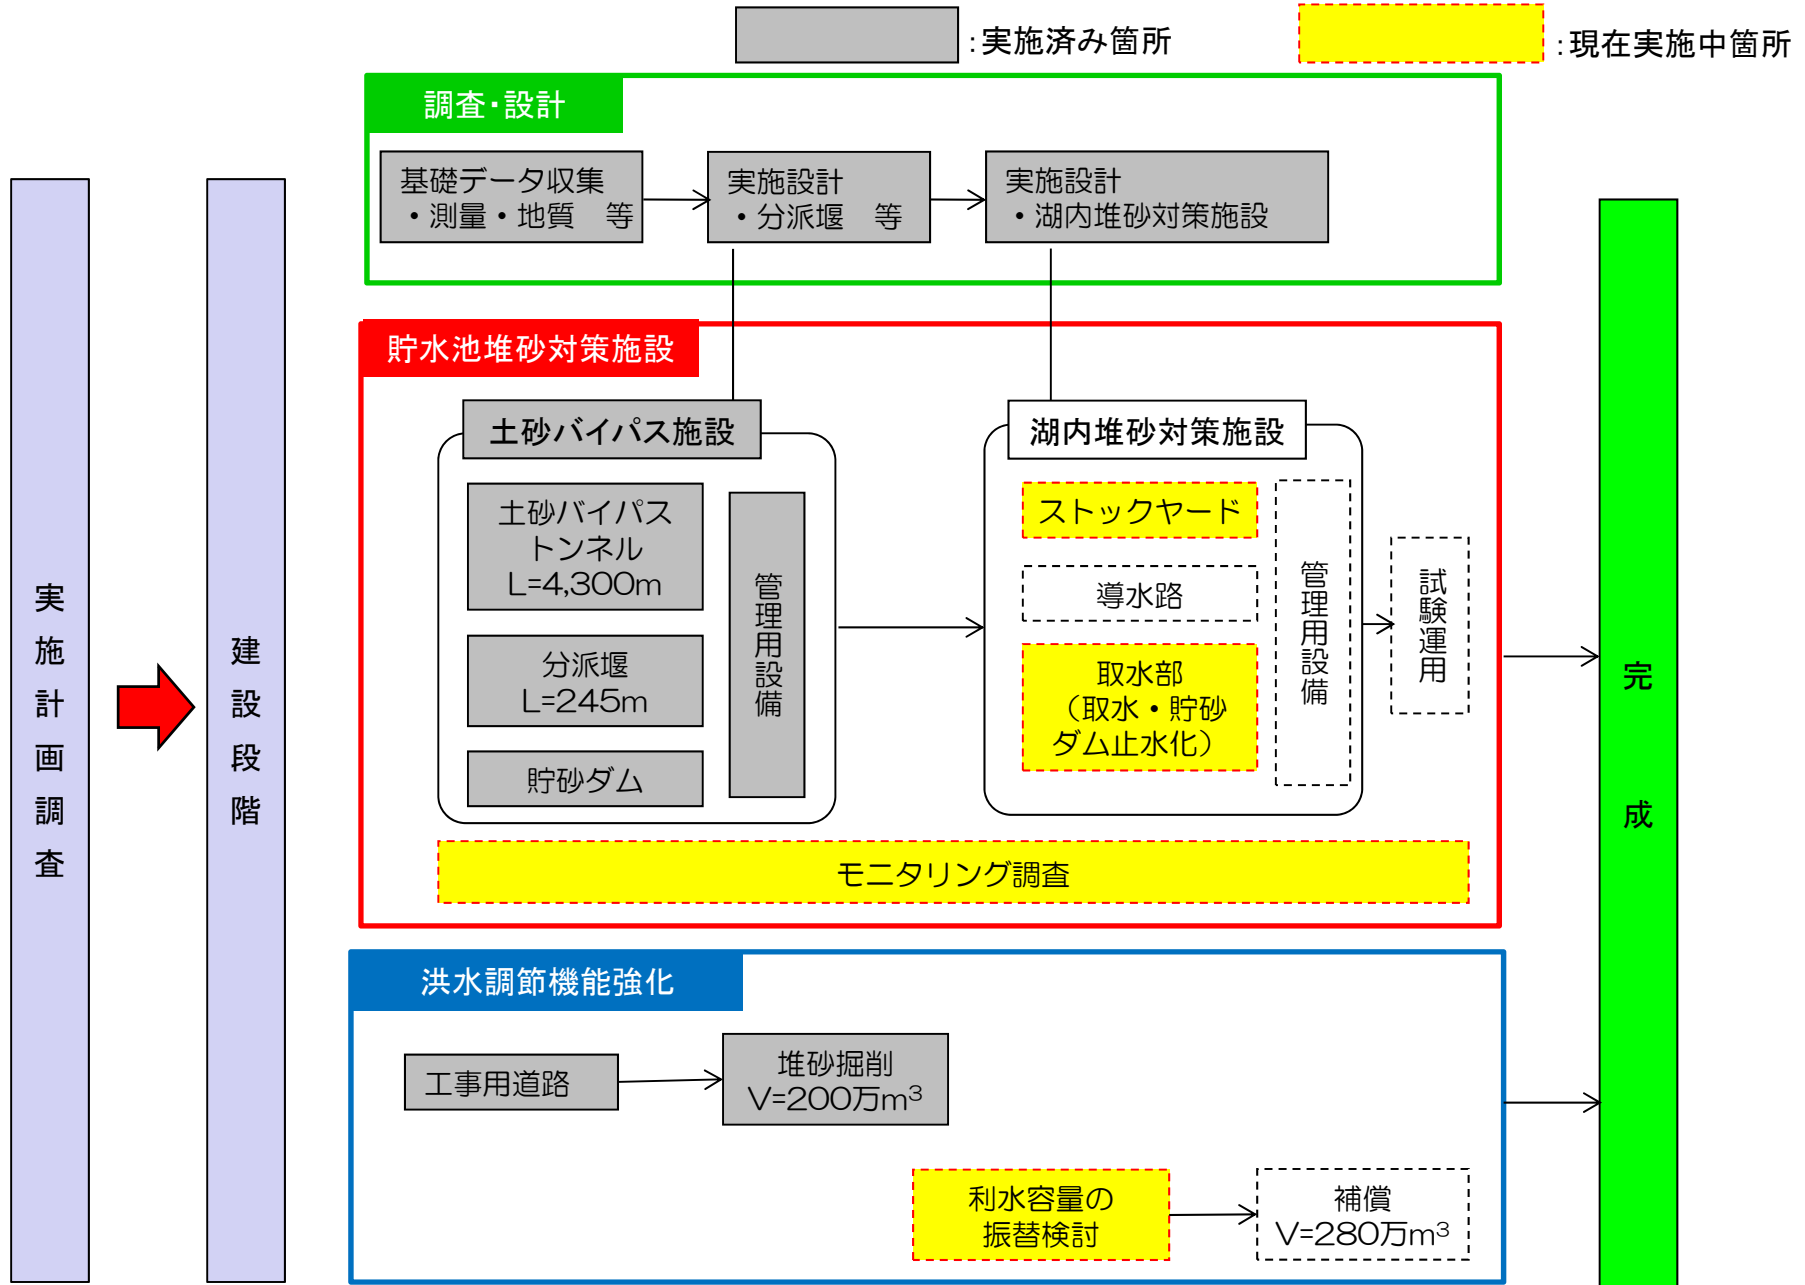 :実施済み箇所
:現在実施中箇所
実施計画調査
建設段階
調査・設計
基礎データ収集
・測量・地質　等
実施設計
・分派堰　等
実施設計
・湖内堆砂対策施設
貯水池堆砂対策施設
土砂バイパス施設
土砂バイパス
トンネル
L=4,300m
分派堰
L=245m
貯砂ダム
管理用設備
湖内堆砂対策施設
ストックヤード
導水路
取水部
（取水・貯砂
ダム止水化）
管理用設備
試験運用
モニタリング調査
洪水調節機能強化
工事用道路
堆砂掘削
V=200万m³
利水容量の
振替検討
補償
V=280万m³
完成